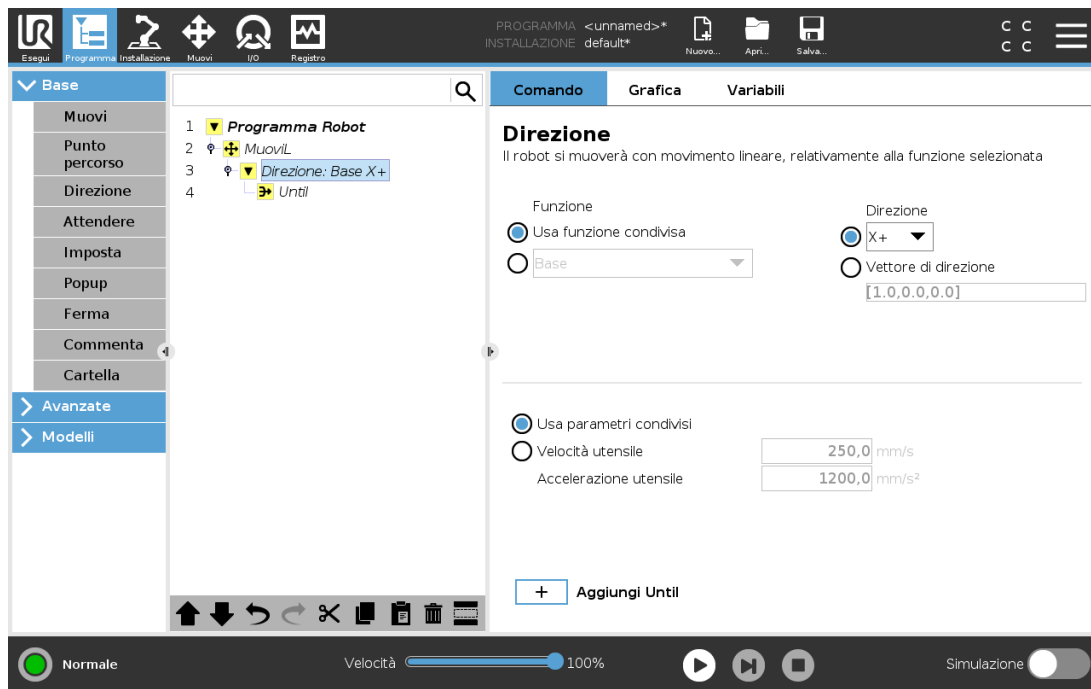 UR
Esegui
Programma
Installazione
Muovi
I/O
Registro
PROGRAMMA <unnamed>*
INSTALLAZIONE default*
Nuovo...
Apri...
Salva...
C C
C C
Base
Muovi
Punto
percorso
Direzione
Attendere
Imposta
Popup
Ferma
Commenta
Cartella
Avanzate
Modelli
1 Programma Robot
2 MuoviL
3 Direzione: Base X+
4 Until
Comando Grafica Variabili
Direzione
Il robot si muoverà con movimento lineare, relativamente alla funzione selezionata
Funzione
Usa funzione condivisa
Base
Direzione
X+
Vettore di direzione
[1.0,0.0,0.0]
Usa parametri condivisi
Velocità utensile 250,0 mm/s
Accelerazione utensile 1200,0 mm/s²
+ Aggiungi Until
Normale
Velocità 100%
Simulazione